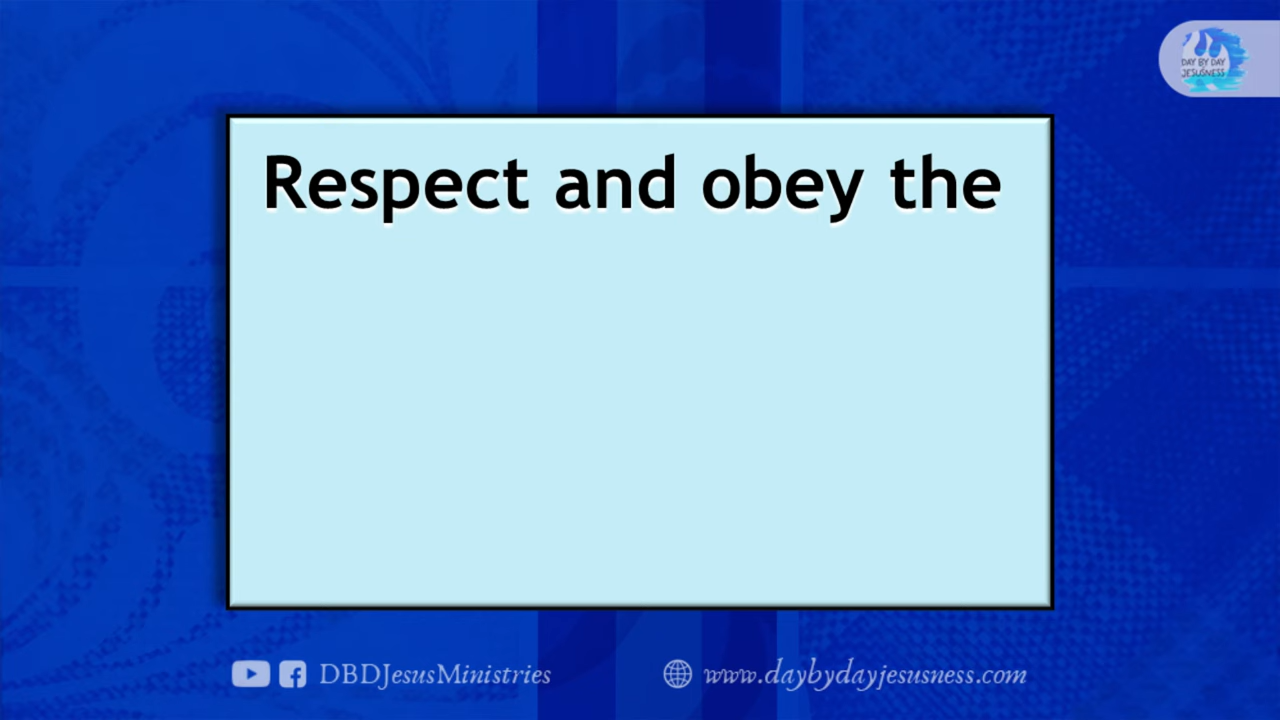 DAY BY DAY
JESUSNESS
Respect and obey the
DBDJesusMinistries
www.daybydayjesusness.com